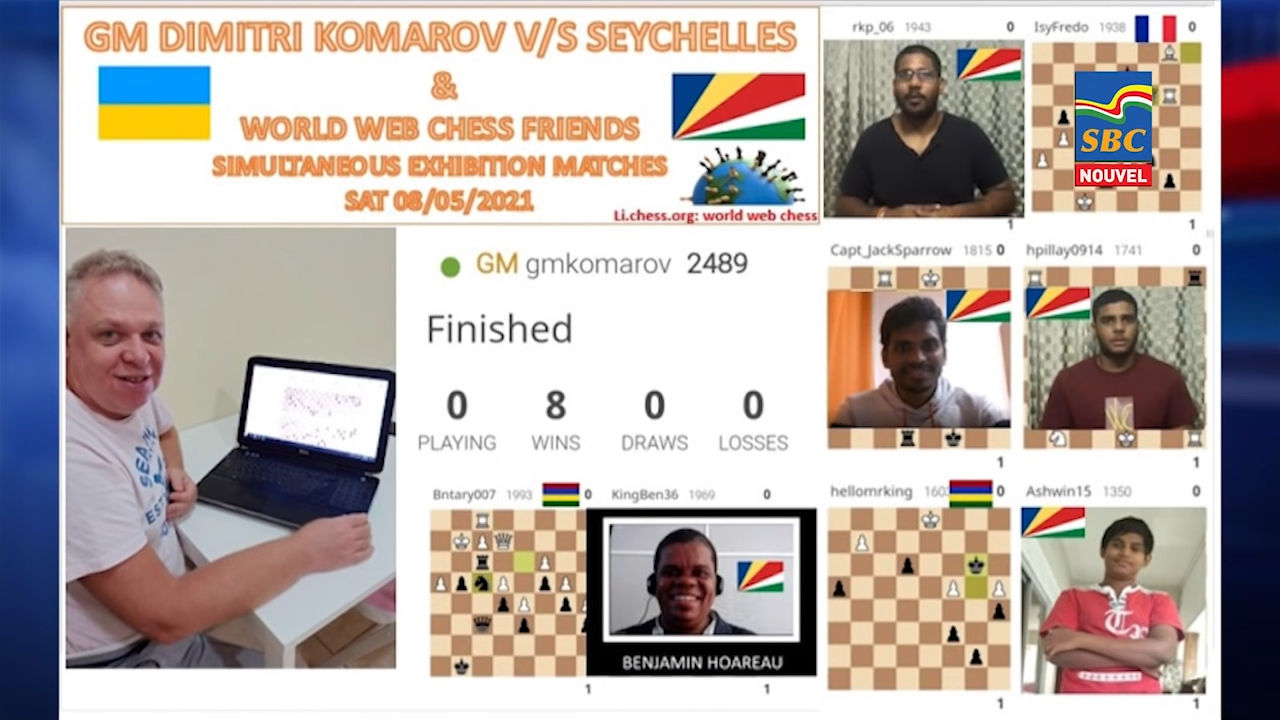 GM DIMITRI KOMAROV V/S SEYCHELLES
&
WORLD WEB CHESS FRIENDS
SIMULTANEOUS EXHIBITION MATCHES
SAT 08/05/2021
Li.chess.org: world web chess
rkp_06 1943 0
1
IsyFredo 1938 0
SBC
NOUVEL
1
GM gmkomarov 2489
Finished
0 8 0 0
PLAYING WINS DRAWS LOSSES
Capt_JackSparrow 1815 0
1
hpillay0914 1741 0
1
Bntary007 1993 0
1
KingBen36 1969 0
BENJAMIN HOAREAU
1
hellomrking 0
1
Ashwin15 1350 0
1